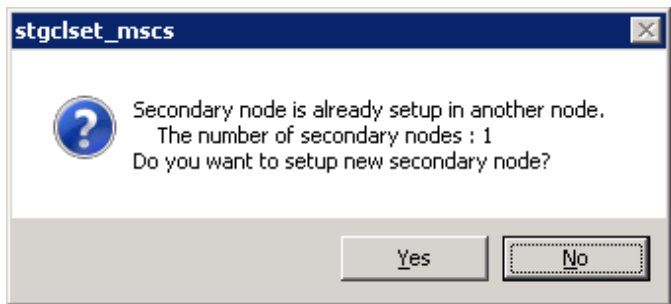 stgclset_mscs
Secondary node is already setup in another node.
The number of secondary nodes : 1
Do you want to setup new secondary node?
Yes
No